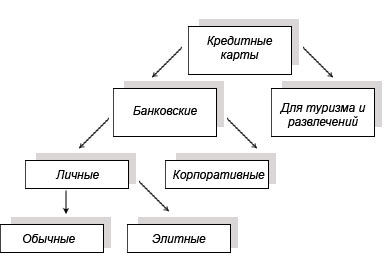 Кредитные
карты
Банковские
Для туризма и
развлечений
Личные
Корпоративные
Обычные
Элитные